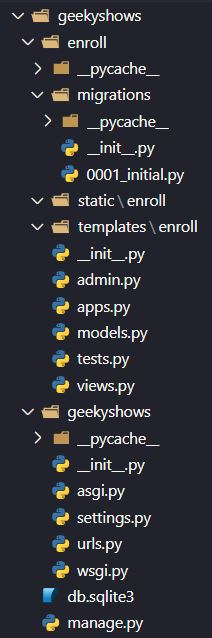 geekyshows
enroll
__pycache__
migrations
__pycache__
__init__.py
0001_initial.py
static\enroll
templates\enroll
__init__.py
admin.py
apps.py
models.py
tests.py
views.py
geekyshows
__pycache__
__init__.py
asgi.py
settings.py
urls.py
wsgi.py
db.sqlite3
manage.py